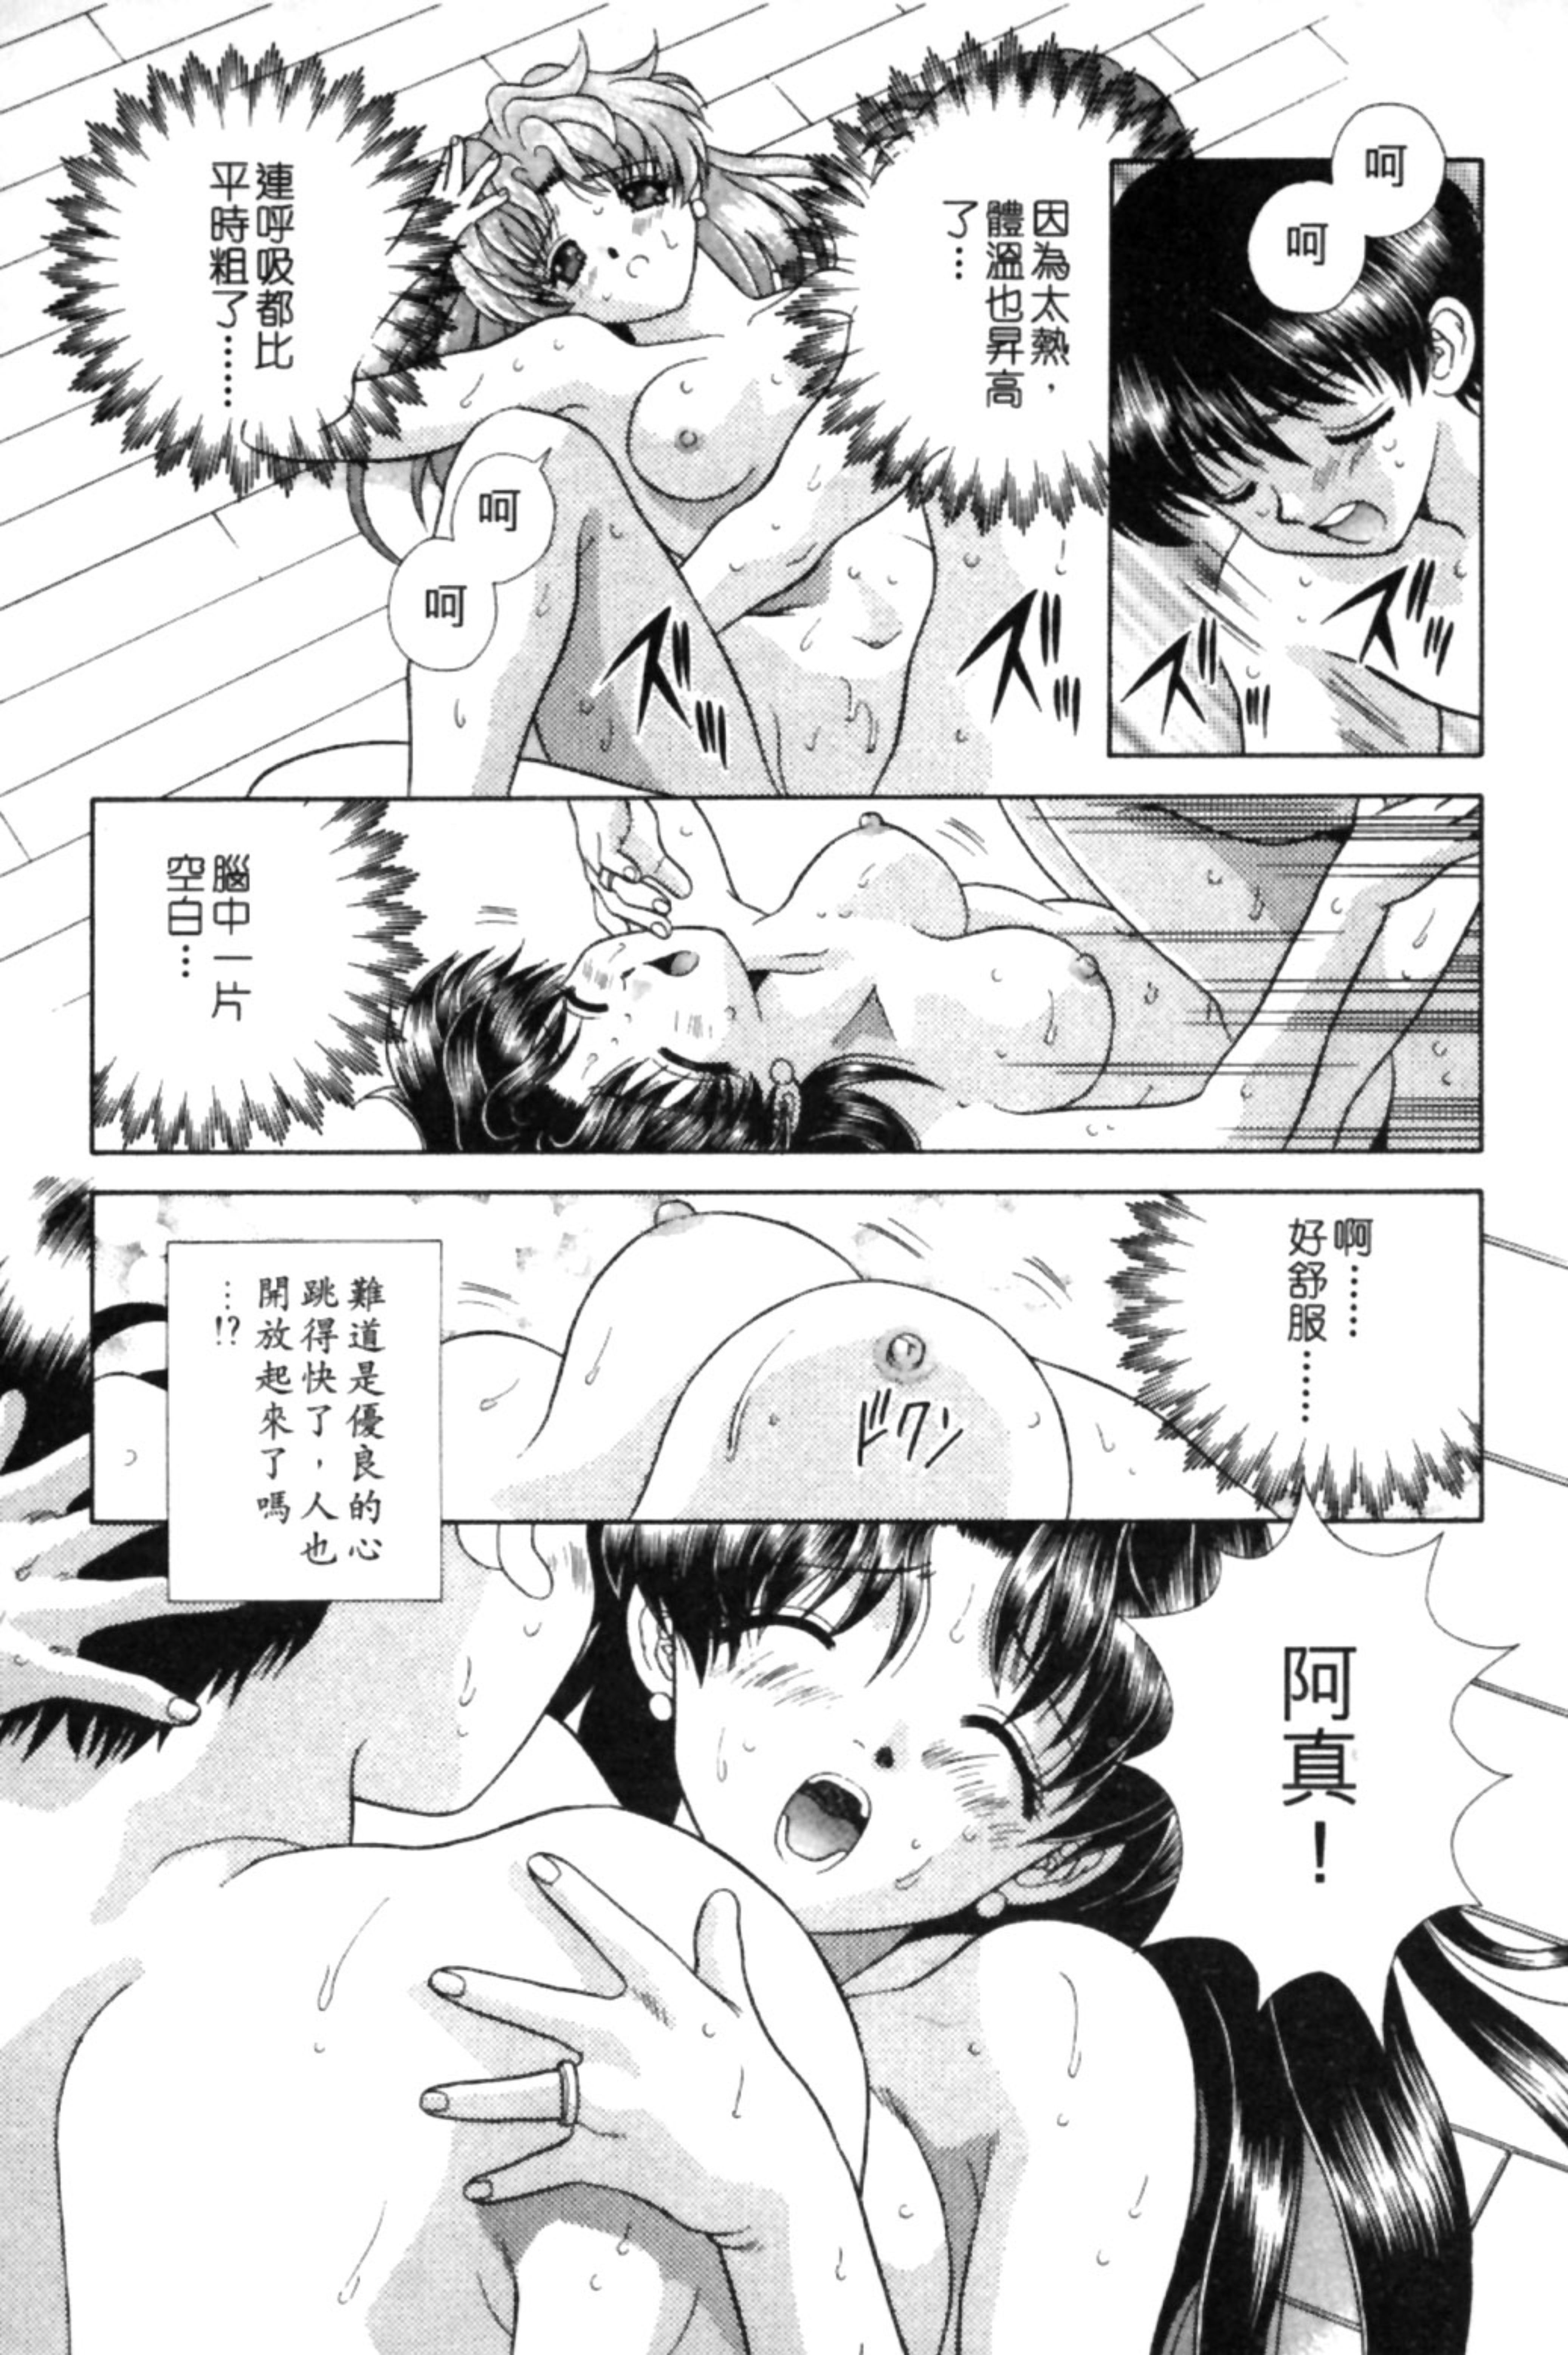 呵
呵
因為太熱，
體溫也昇高
了…
連呼吸都比
平時粗了……
呵
呵
ズ
ズ
ズ
ズ
腦中一片
空白…
啊……
好舒服……
ドクン
難道是優良的心
跳得快了，人也
開放起來了嗎
…!?
阿真！